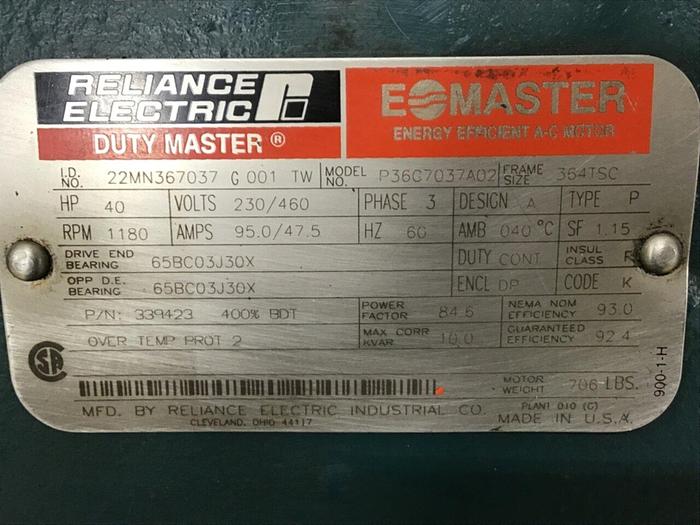 RELIANCE
ELECTRIC
DUTY MASTER ®
E MASTER
ENERGY EFFICIENT A-C MOTOR
I.D. NO. 22MN367037 G 001 TW MODEL NO. P36G7037A02 FRAME SIZE 364TSC
HP 40 VOLTS 230/460 PHASE 3 DESIGN A TYPE P
RPM 1180 AMPS 95.0/47.5 HZ 60 AMB 040 °C SF 1.15
DRIVE END BEARING 65BC03J30X DUTY CONT INSUL CLASS F
OPP D.E. BEARING 65BC03J30X ENCL DP CODE K
P/N: 339423 400% BDT POWER FACTOR 84.6 NEMA NOM EFFICIENCY 93.0
OVER TEMP PROT 2 MAX CORR KVAR 10.0 GUARANTEED EFFICIENCY 92.4
SA
MOTOR WEIGHT 706 LBS.
900-1-H
MFD. BY RELIANCE ELECTRIC INDUSTRIAL CO. PLANT 010 (G)
CLEVELAND, OHIO 44117 MADE IN U.S.A.